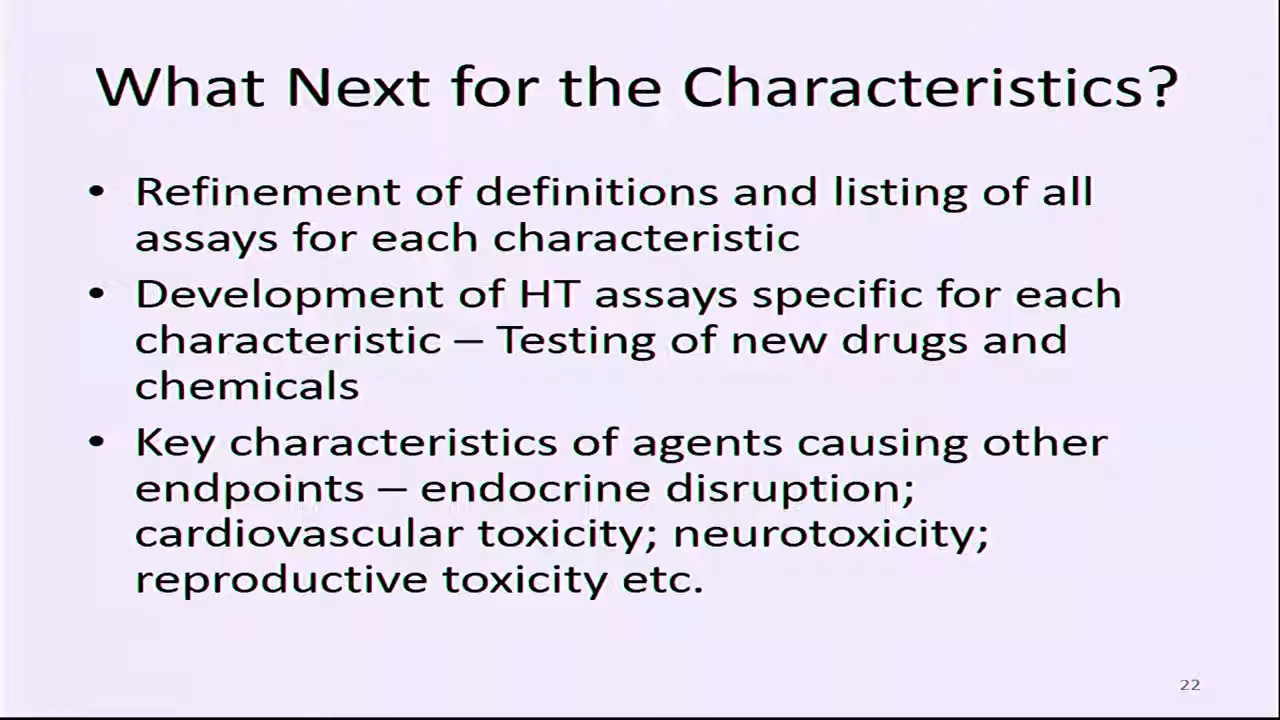 What Next for the Characteristics?
• Refinement of definitions and listing of all
assays for each characteristic
• Development of HT assays specific for each
characteristic – Testing of new drugs and
chemicals
• Key characteristics of agents causing other
endpoints – endocrine disruption;
cardiovascular toxicity; neurotoxicity;
reproductive toxicity etc.
22